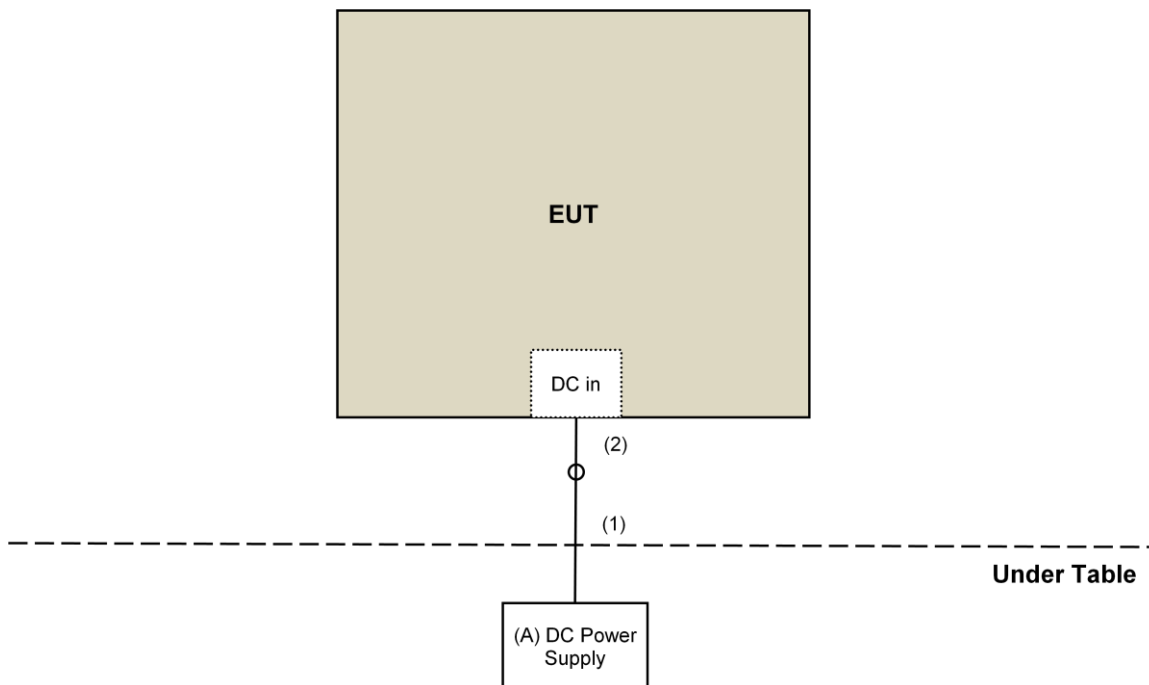 EUT
DC in
(2)
(1)
Under Table
(A) DC Power
Supply